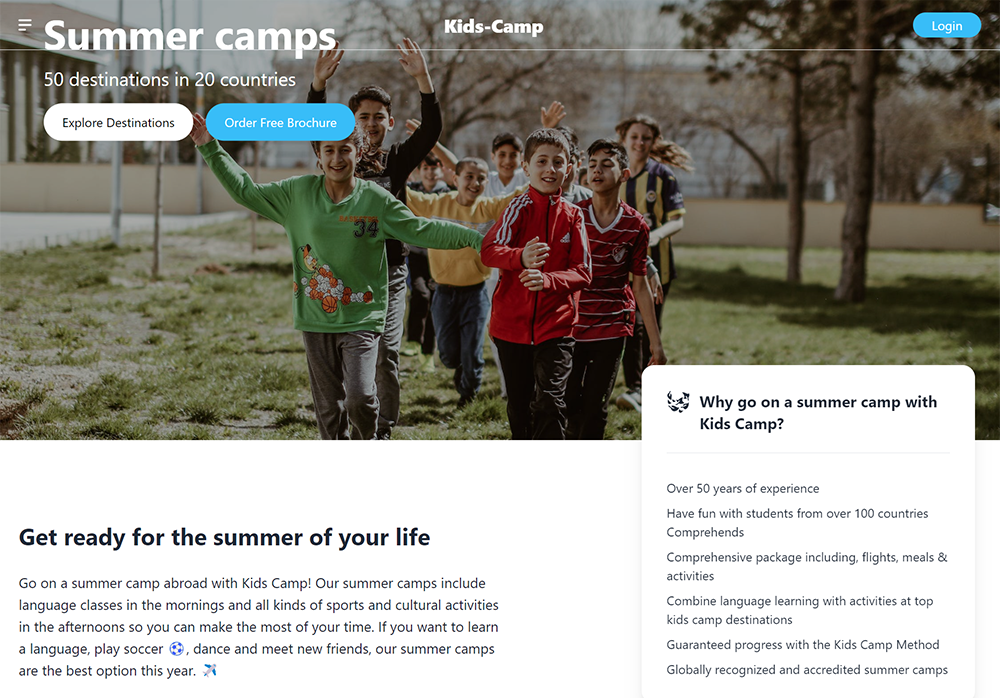 Kids-Camp
Login
Summer camps
50 destinations in 20 countries
Explore Destinations
Order Free Brochure
34
Why go on a summer camp with
Kids Camp?
Over 50 years of experience
Have fun with students from over 100 countries
Comprehends
Comprehensive package including, flights, meals &
activities
Combine language learning with activities at top
kids camp destinations
Guaranteed progress with the Kids Camp Method
Globally recognized and accredited summer camps
Get ready for the summer of your life
Go on a summer camp abroad with Kids Camp! Our summer camps include
language classes in the mornings and all kinds of sports and cultural activities
in the afternoons so you can make the most of your time. If you want to learn
a language, play soccer ⚽, dance and meet new friends, our summer camps
are the best option this year. ✈️